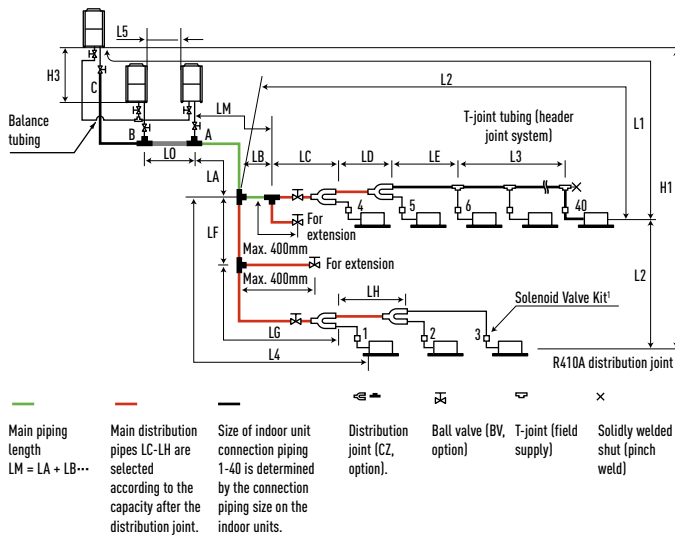 L5
H3
C
LM
L2
L1
T-joint tubing (header
joint system)
Balance
tubing
B
A
LO
LA
LB
LC
LD
LE
L3
H1
4
5
6
40
For
extension
LF
Max. 400mm
For extension
Max. 400mm
L2
LH
Solenoid Valve Kit¹
LG
1
2
3
L4
R410A distribution joint
Main piping
length
LM = LA + LB···
Main distribution
pipes LC-LH are
selected
according to the
capacity after the
distribution joint.
Size of indoor unit
connection piping
1-40 is determined
by the connection
piping size on the
indoor units.
Distribution
joint (CZ,
option).
Ball valve (BV,
option)
T-joint (field
supply)
Solidly welded
shut (pinch
weld)